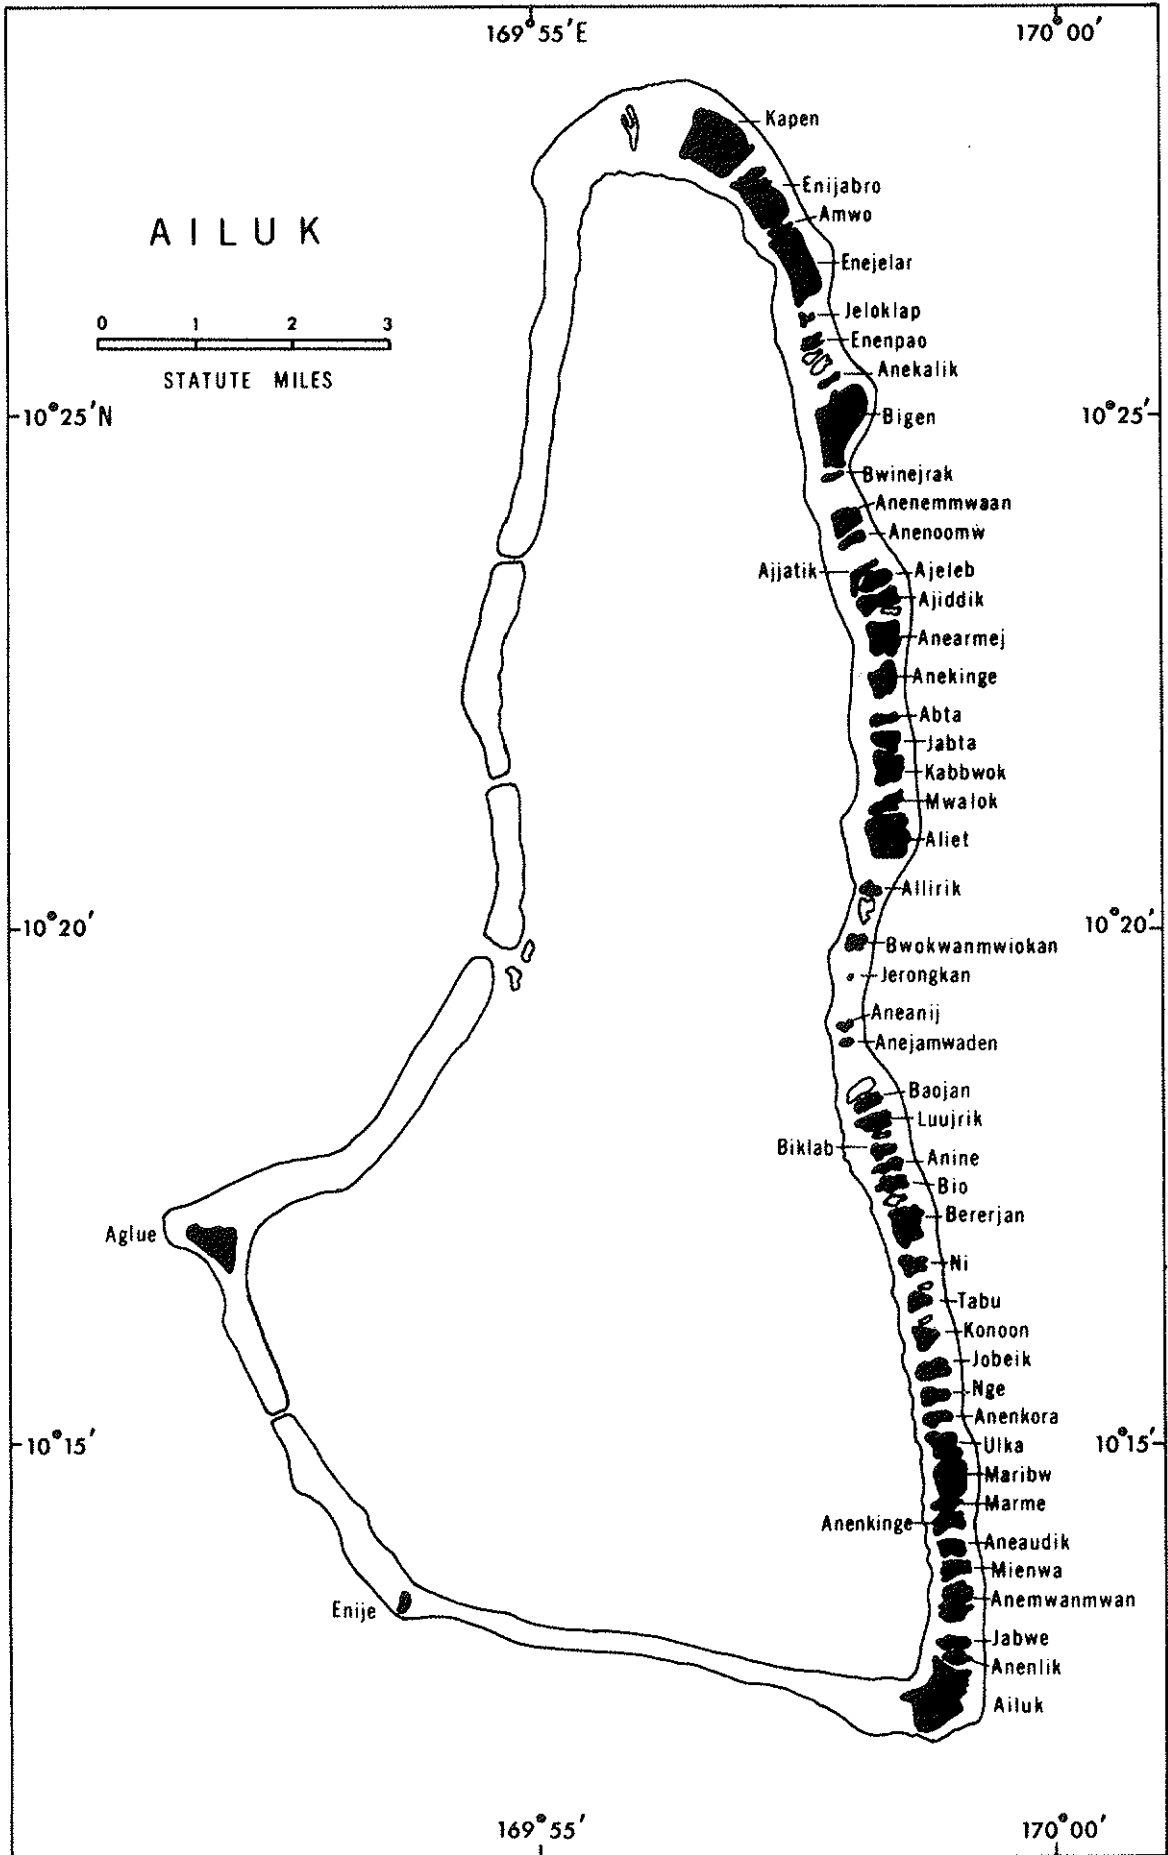 169°55'E
170°00'
Kapen
Enijabro
AILUK
Amwo
Enejelar
0 1 2 3
Jeloklap
Enenpao
STATUTE MILES
Anekalik
10°25'N
10°25'
Bigen
Bwinejrak
Anenemmwaan
Anenoomw
Ajjatik
Ajeleb
Ajiddik
Anearmej
Anekinge
Abta
Jabta
Kabbwok
Mwalok
Aliet
Allirik
10°20'
10°20'
Bwokwanmwiokan
Jerongkan
Aneanij
Anejamwaden
Baojan
Luujrik
Biklab
Anine
Bio
Bererjan
Aglue
Ni
Tabu
Konoon
Jobeik
Nge
Anenkora
10°15'
10°15'
Ulka
Maribw
Marme
Anenkinge
Aneaudik
Mienwa
Anemwanmwan
Enije
Jabwe
Anenlik
Ailuk
169°55'
170°00'